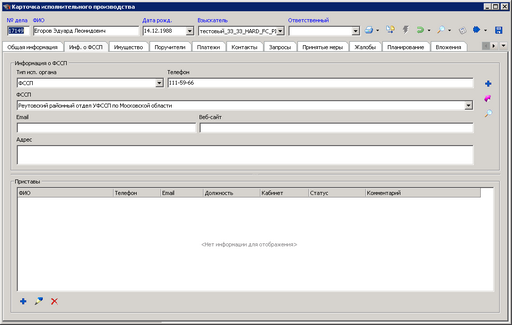 Карточка исполнительного производства
№ дела ФИО Дата рожд. Взыскатель Ответственный
17149 Егоров Эдуард Леонидович 14.12.1988 тестовый_33_33_HARD_FC_P
Общая информация Инф. о ФССП Имущество Поручители Платежи Контакты Запросы Принятые меры Жалобы Планирование Вложения
Информация о ФССП
Тип исп. органа Телефон
ФССП 111-59-66
ФССП
Реутовский районный отдел УФССП по Московской области
Email Веб-сайт
Адрес
Приставы
ФИО Телефон Email Должность Кабинет Статус Комментарий
<Нет информации для отображения>